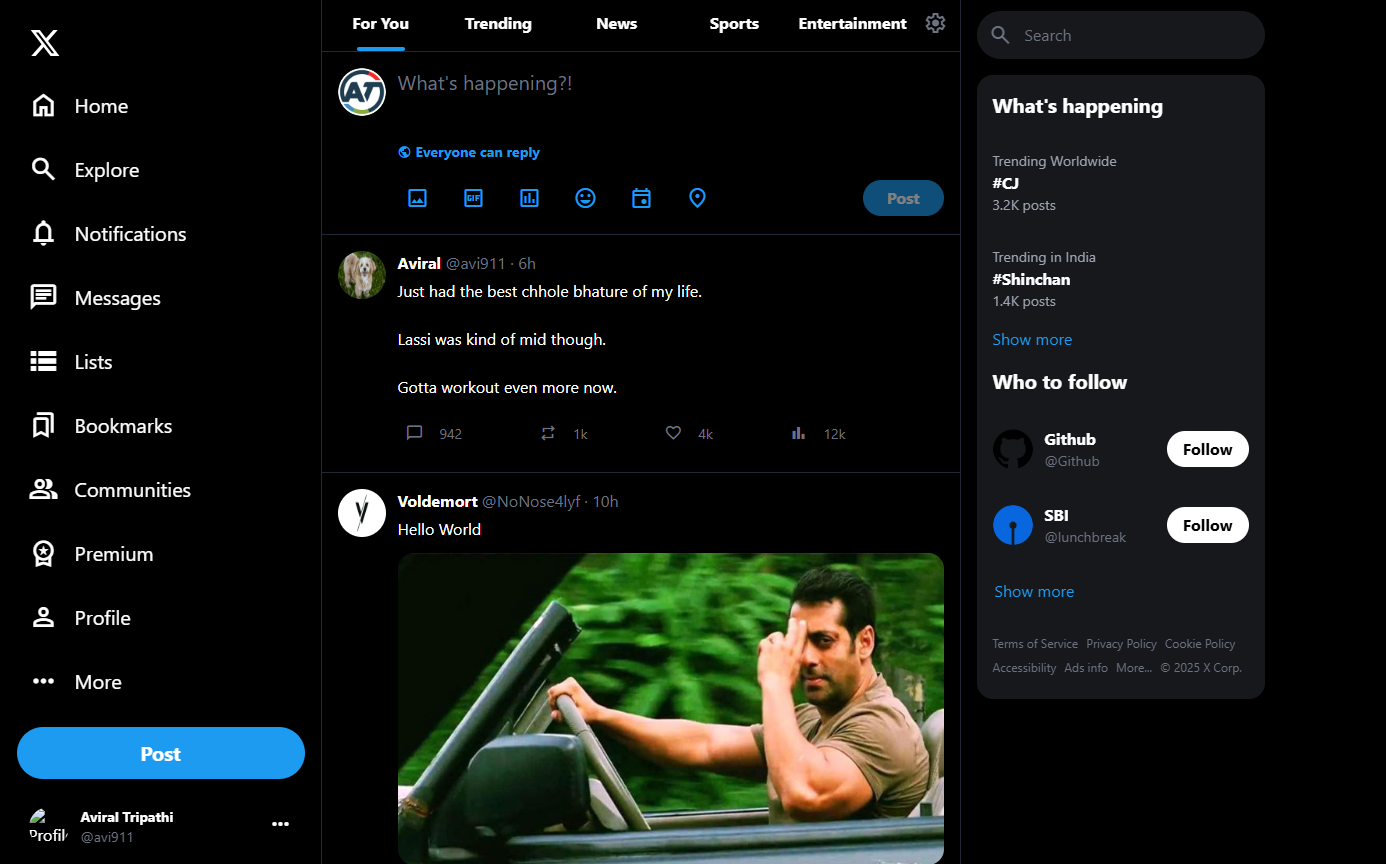 Home
Explore
Notifications
Messages
Lists
Bookmarks
Communities
Premium
Profile
More
Post
Aviral Tripathi
@avi911
For You Trending News Sports Entertainment
AT
What's happening?!
Everyone can reply
GIF
Post
Aviral @avi911 · 6h
Just had the best chhole bhature of my life.
Lassi was kind of mid though.
Gotta workout even more now.
942 1k 4k 12k
Voldemort @NoNose4lyf · 10h
Hello World
Search
What's happening
Trending Worldwide
#CJ
3.2K posts
Trending in India
#Shinchan
1.4K posts
Show more
Who to follow
Github
@Github
Follow
SBI
@lunchbreak
Follow
Show more
Terms of Service Privacy Policy Cookie Policy
Accessibility Ads info More... © 2025 X Corp.